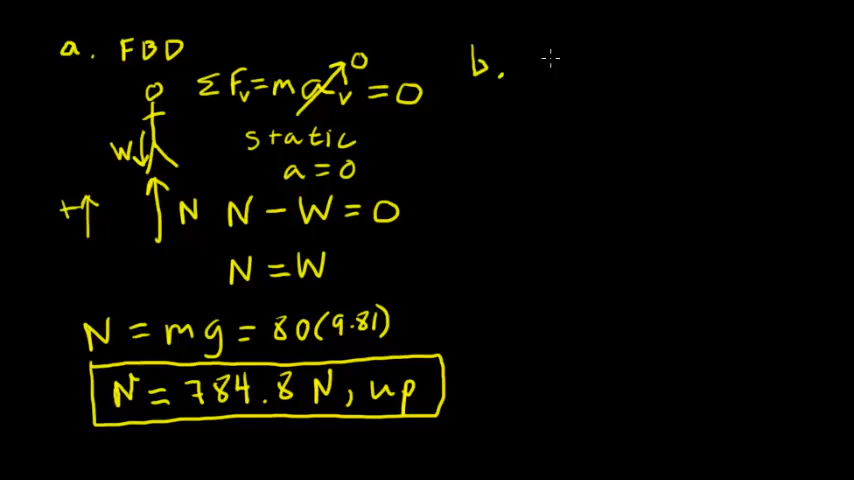 a. FBD
ΣFv = mav = 0
0
static
a = 0
W
+
N
N - W = 0
N = W
N = mg = 80(9.81)
N = 784.8 N, up
b.